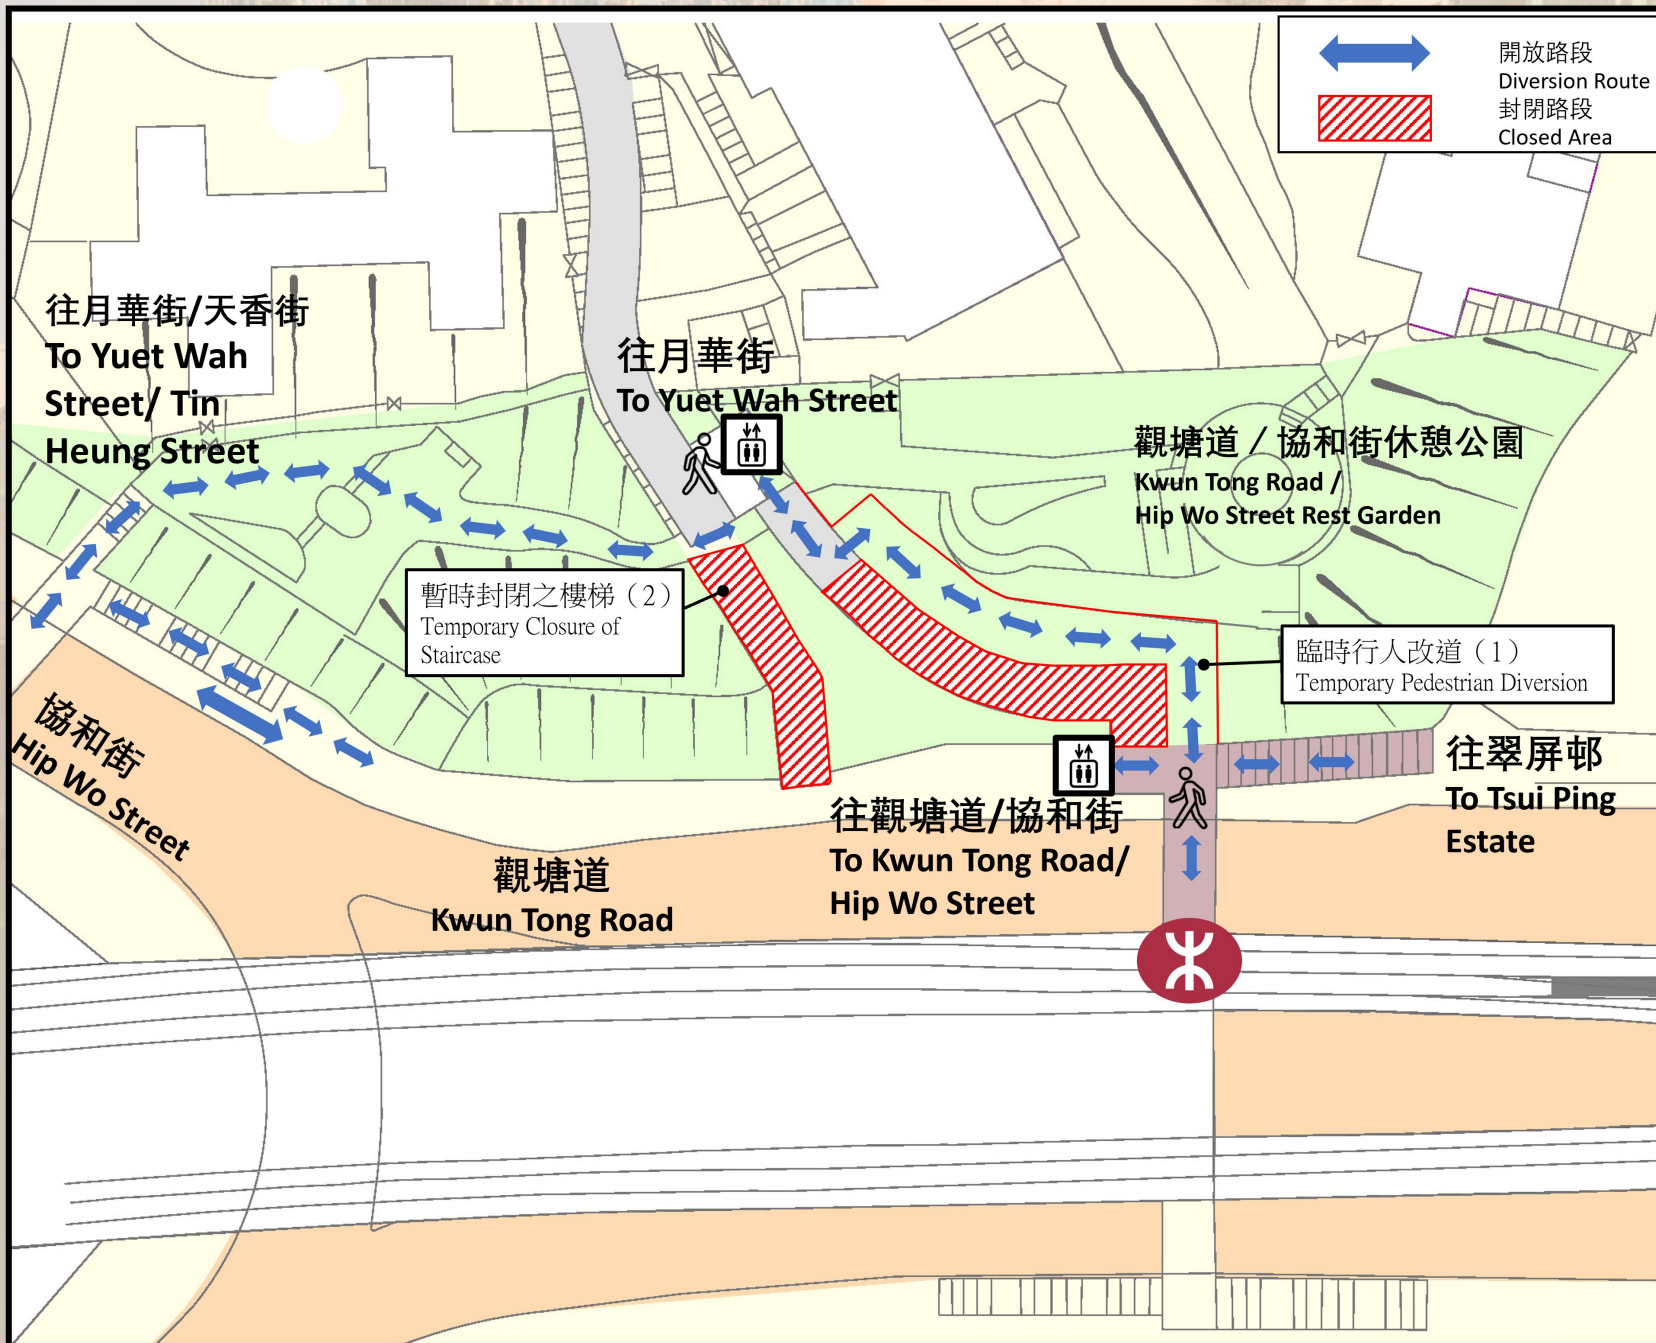 開放路段
Diversion Route
封閉路段
Closed Area
往月華街/天香街
To Yuet Wah
Street/ Tin
Heung Street
往月華街
To Yuet Wah Street
觀塘道 / 協和街休憩公園
Kwun Tong Road /
Hip Wo Street Rest Garden
暫時封閉之樓梯（2）
Temporary Closure of
Staircase
臨時行人改道（1）
Temporary Pedestrian Diversion
協和街
Hip Wo Street
觀塘道
Kwun Tong Road
往觀塘道/協和街
To Kwun Tong Road/
Hip Wo Street
往翠屏邨
To Tsui Ping
Estate